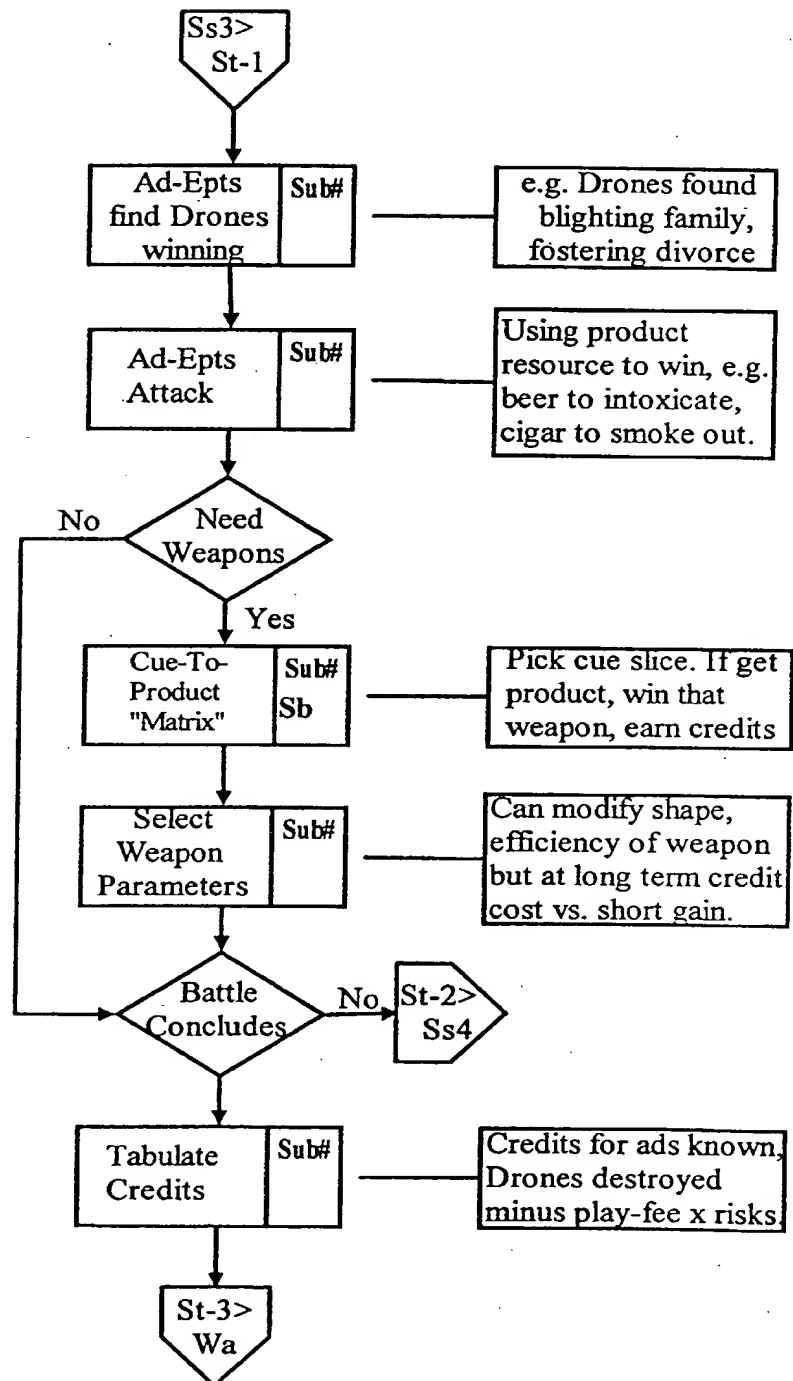 Ss3>
St-1
Ad-Epts
find Drones
winning
Sub#
e.g. Drones found
blighting family,
fostering divorce
Ad-Epts
Attack
Sub#
Using product
resource to win, e.g.
beer to intoxicate,
cigar to smoke out.
Need
Weapons
No
Yes
Cue-To-
Product
"Matrix"
Sub#
Sb
Pick cue slice. If get
product, win that
weapon, earn credits
Select
Weapon
Parameters
Sub#
Can modify shape,
efficiency of weapon
but at long term credit
cost vs. short gain.
Battle
Concludes
No
St-2>
Ss4
Tabulate
Credits
Sub#
Credits for ads known,
Drones destroyed
minus play-fee x risks.
St-3>
Wa